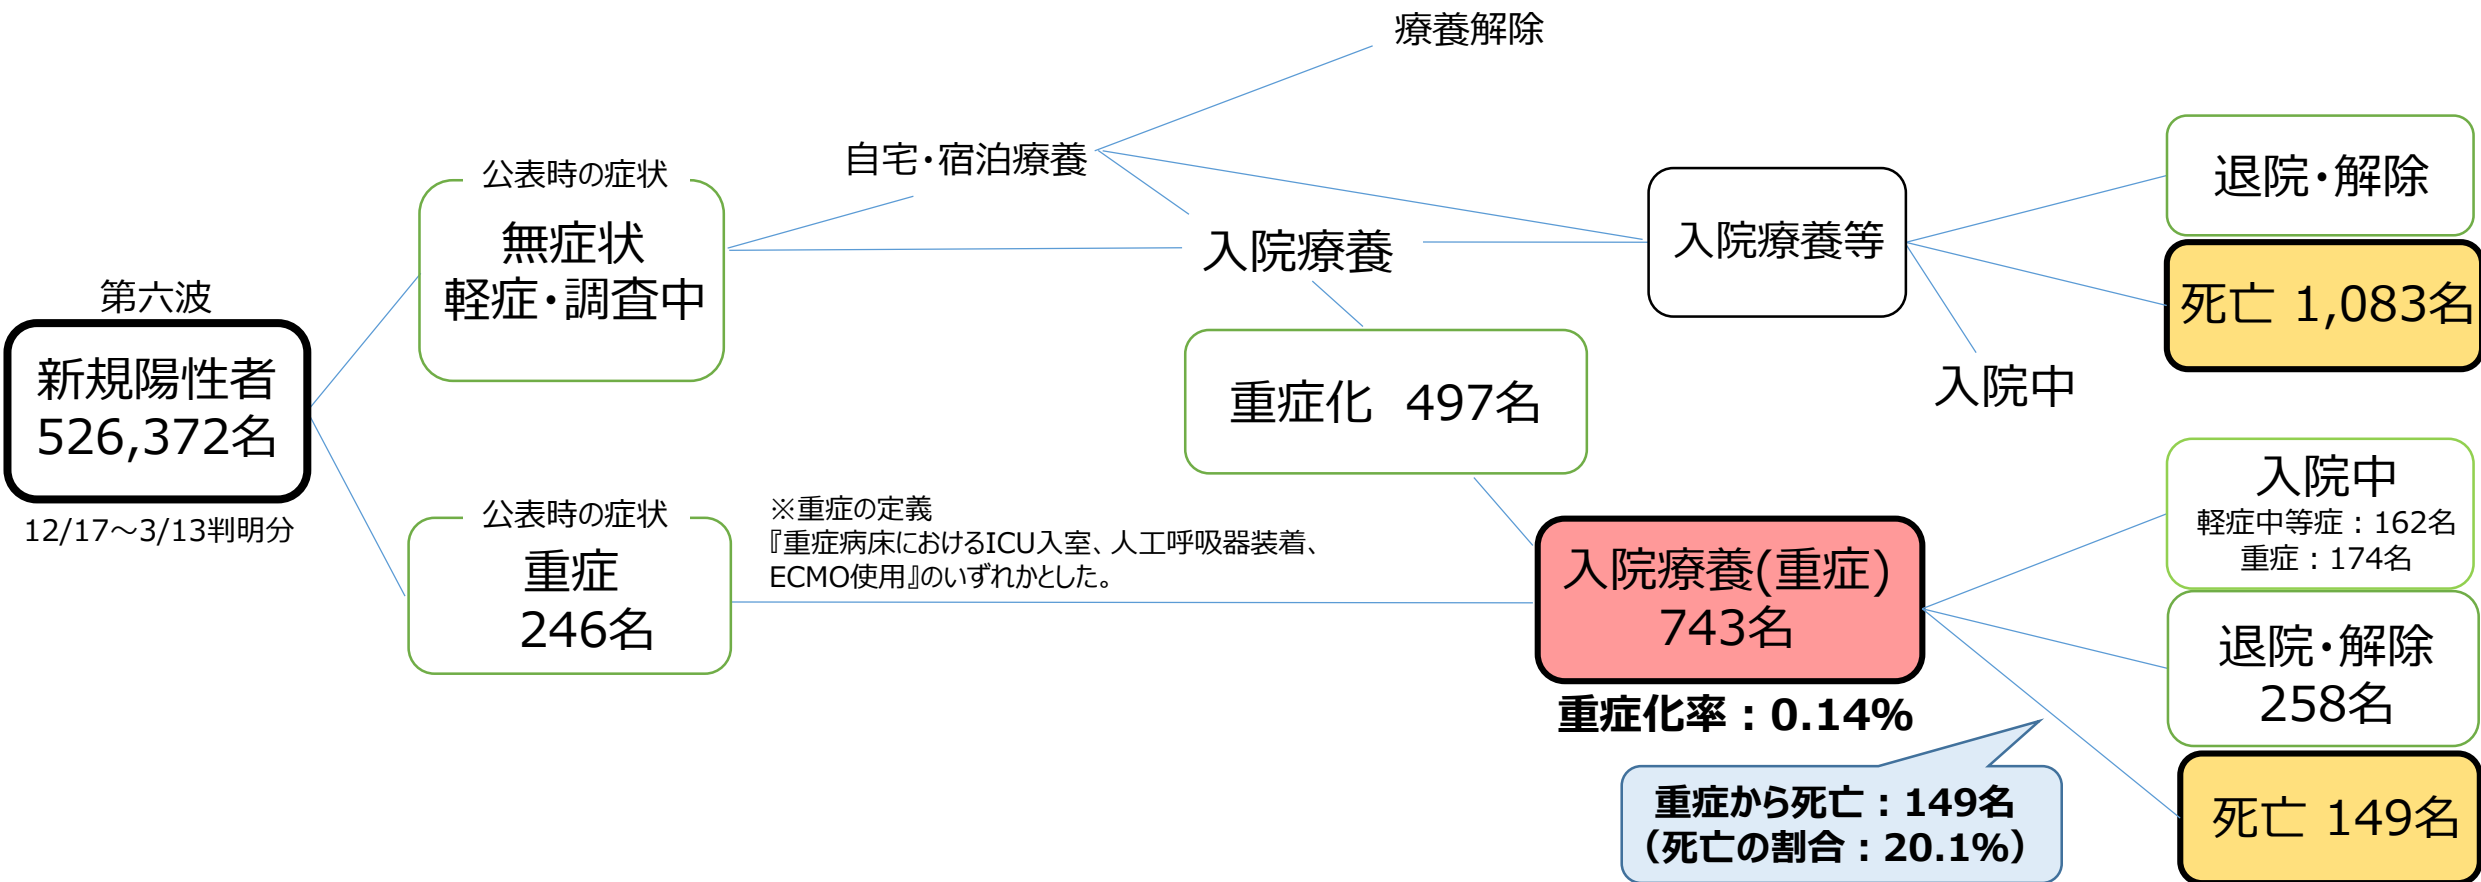 療養解除
自宅・宿泊療養
公表時の症状
無症状
軽症・調査中
入院療養
入院療養等
退院・解除
死亡 1,083名
入院中
第六波
新規陽性者
526,372名
12/17～3/13判明分
重症化 497名
公表時の症状
重症
246名
※重症の定義
『重症病床におけるICU入室、人工呼吸器装着、
ECMO使用』のいずれかとした。
入院療養(重症)
743名
重症化率：0.14%
入院中
軽症中等症：162名
重症：174名
退院・解除
258名
重症から死亡：149名
（死亡の割合：20.1%）
死亡 149名